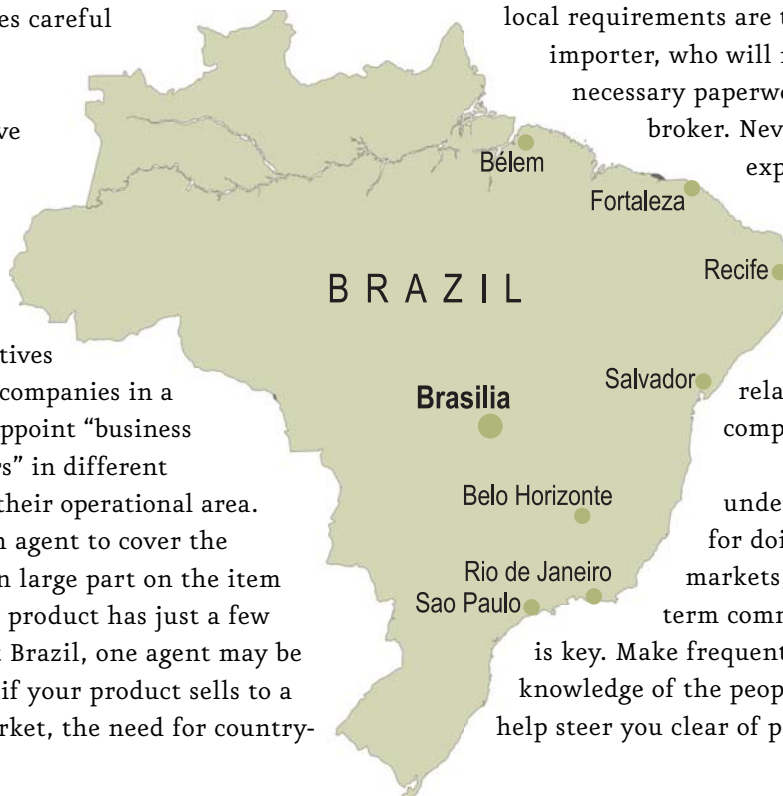 es careful
ve
tives
companies in a
ppoint “business
rs” in different
their operational area.
n agent to cover the
n large part on the item
product has just a few
t Brazil, one agent may be
if your product sells to a
rket, the need for country-
Bélem
Fortaleza
Recife
BRAZIL
Salvador
Brasilia
Belo Horizonte
Rio de Janeiro
Sao Paulo
local requirements are t
importer, who will
necessary paperwo
broker. Nev
exp
rela
comp
unde
for doi
markets
term comm
is key. Make frequent
knowledge of the peop
help steer you clear of p